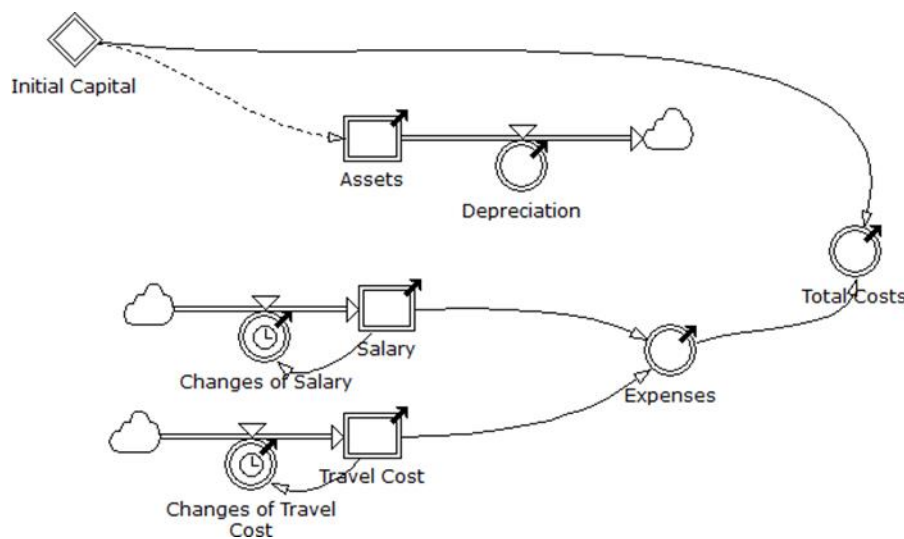 Initial Capital
Assets
Depreciation
Total Costs
Salary
Changes of Salary
Expenses
Travel Cost
Changes of Travel
Cost